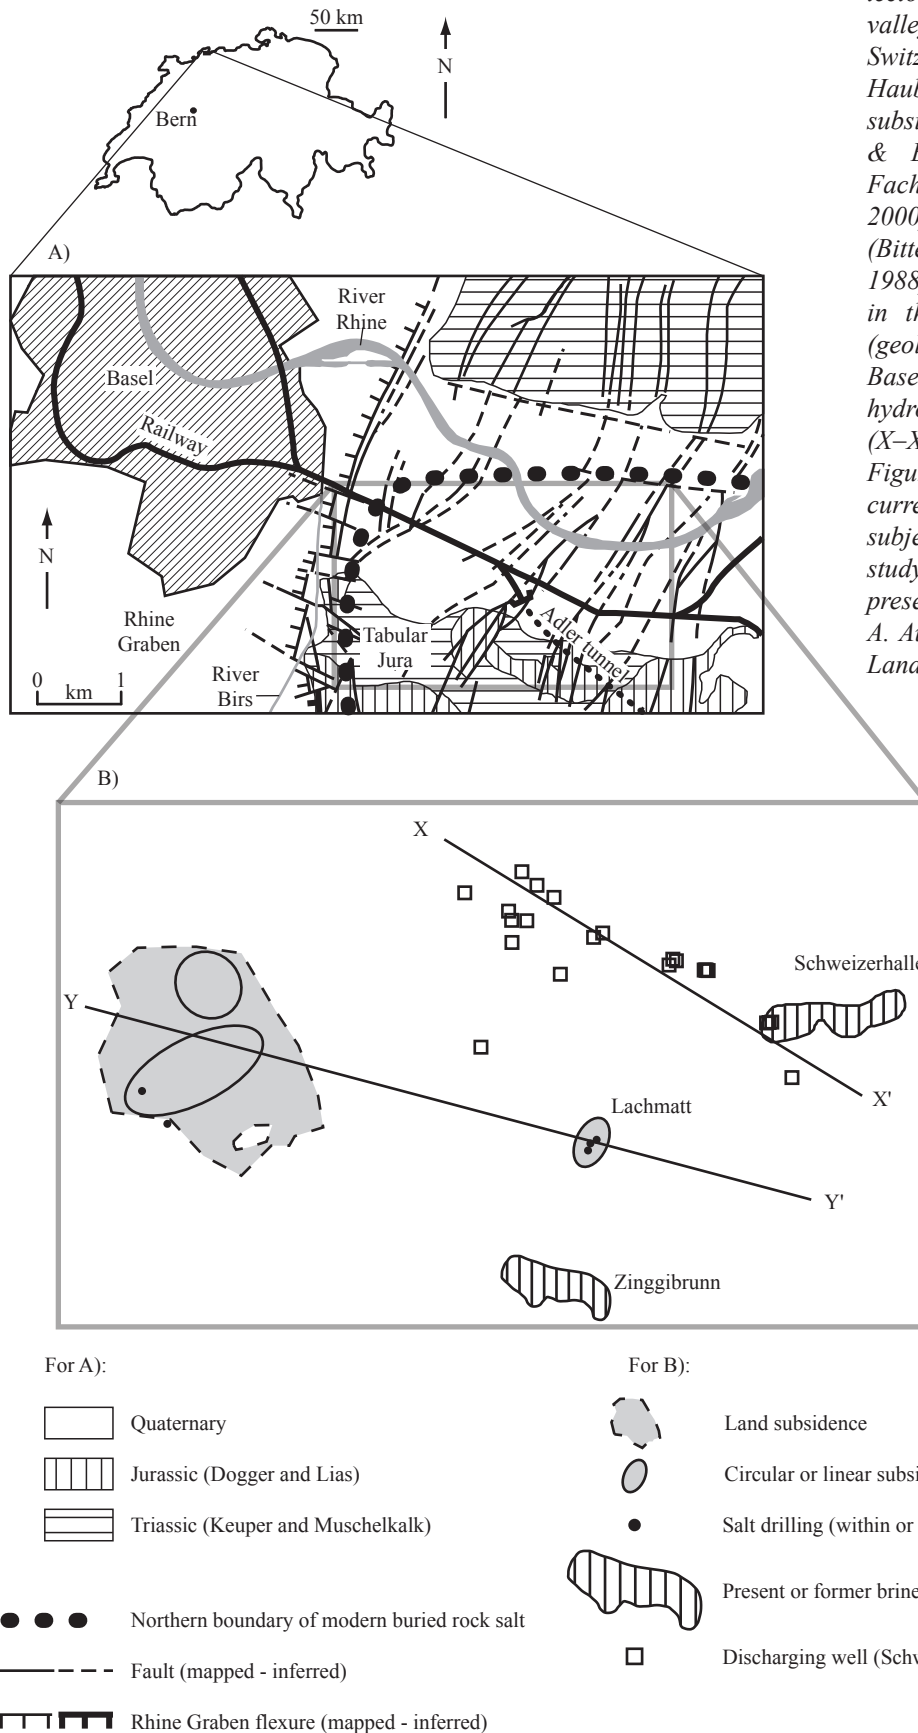 50 km
N
Bern
A)
River
Rhine
Basel
Railway
N
Rhine
Graben
Tabular
Jura
Adler tunnel
River
Birs
0 1
km
B)
X
Schweizerhalle
Y
X'
Lachmatt
Y'
Zinggibrunn
For A):
Quaternary
Jurassic (Dogger and Lias)
Triassic (Keuper and Muschelkalk)
Northern boundary of modern buried rock salt
Fault (mapped - inferred)
Rhine Graben flexure (mapped - inferred)
For B):
Land subsidence
Circular or linear subsi
Salt drilling (within or
Present or former brine
Discharging well (Schw
valle
Switz
Haub
subsi
& L
Fach
2000
(Bitte
1988
in th
(geol
Base
hydro
(X–X
Figu
curre
subje
study
prese
A. At
Land